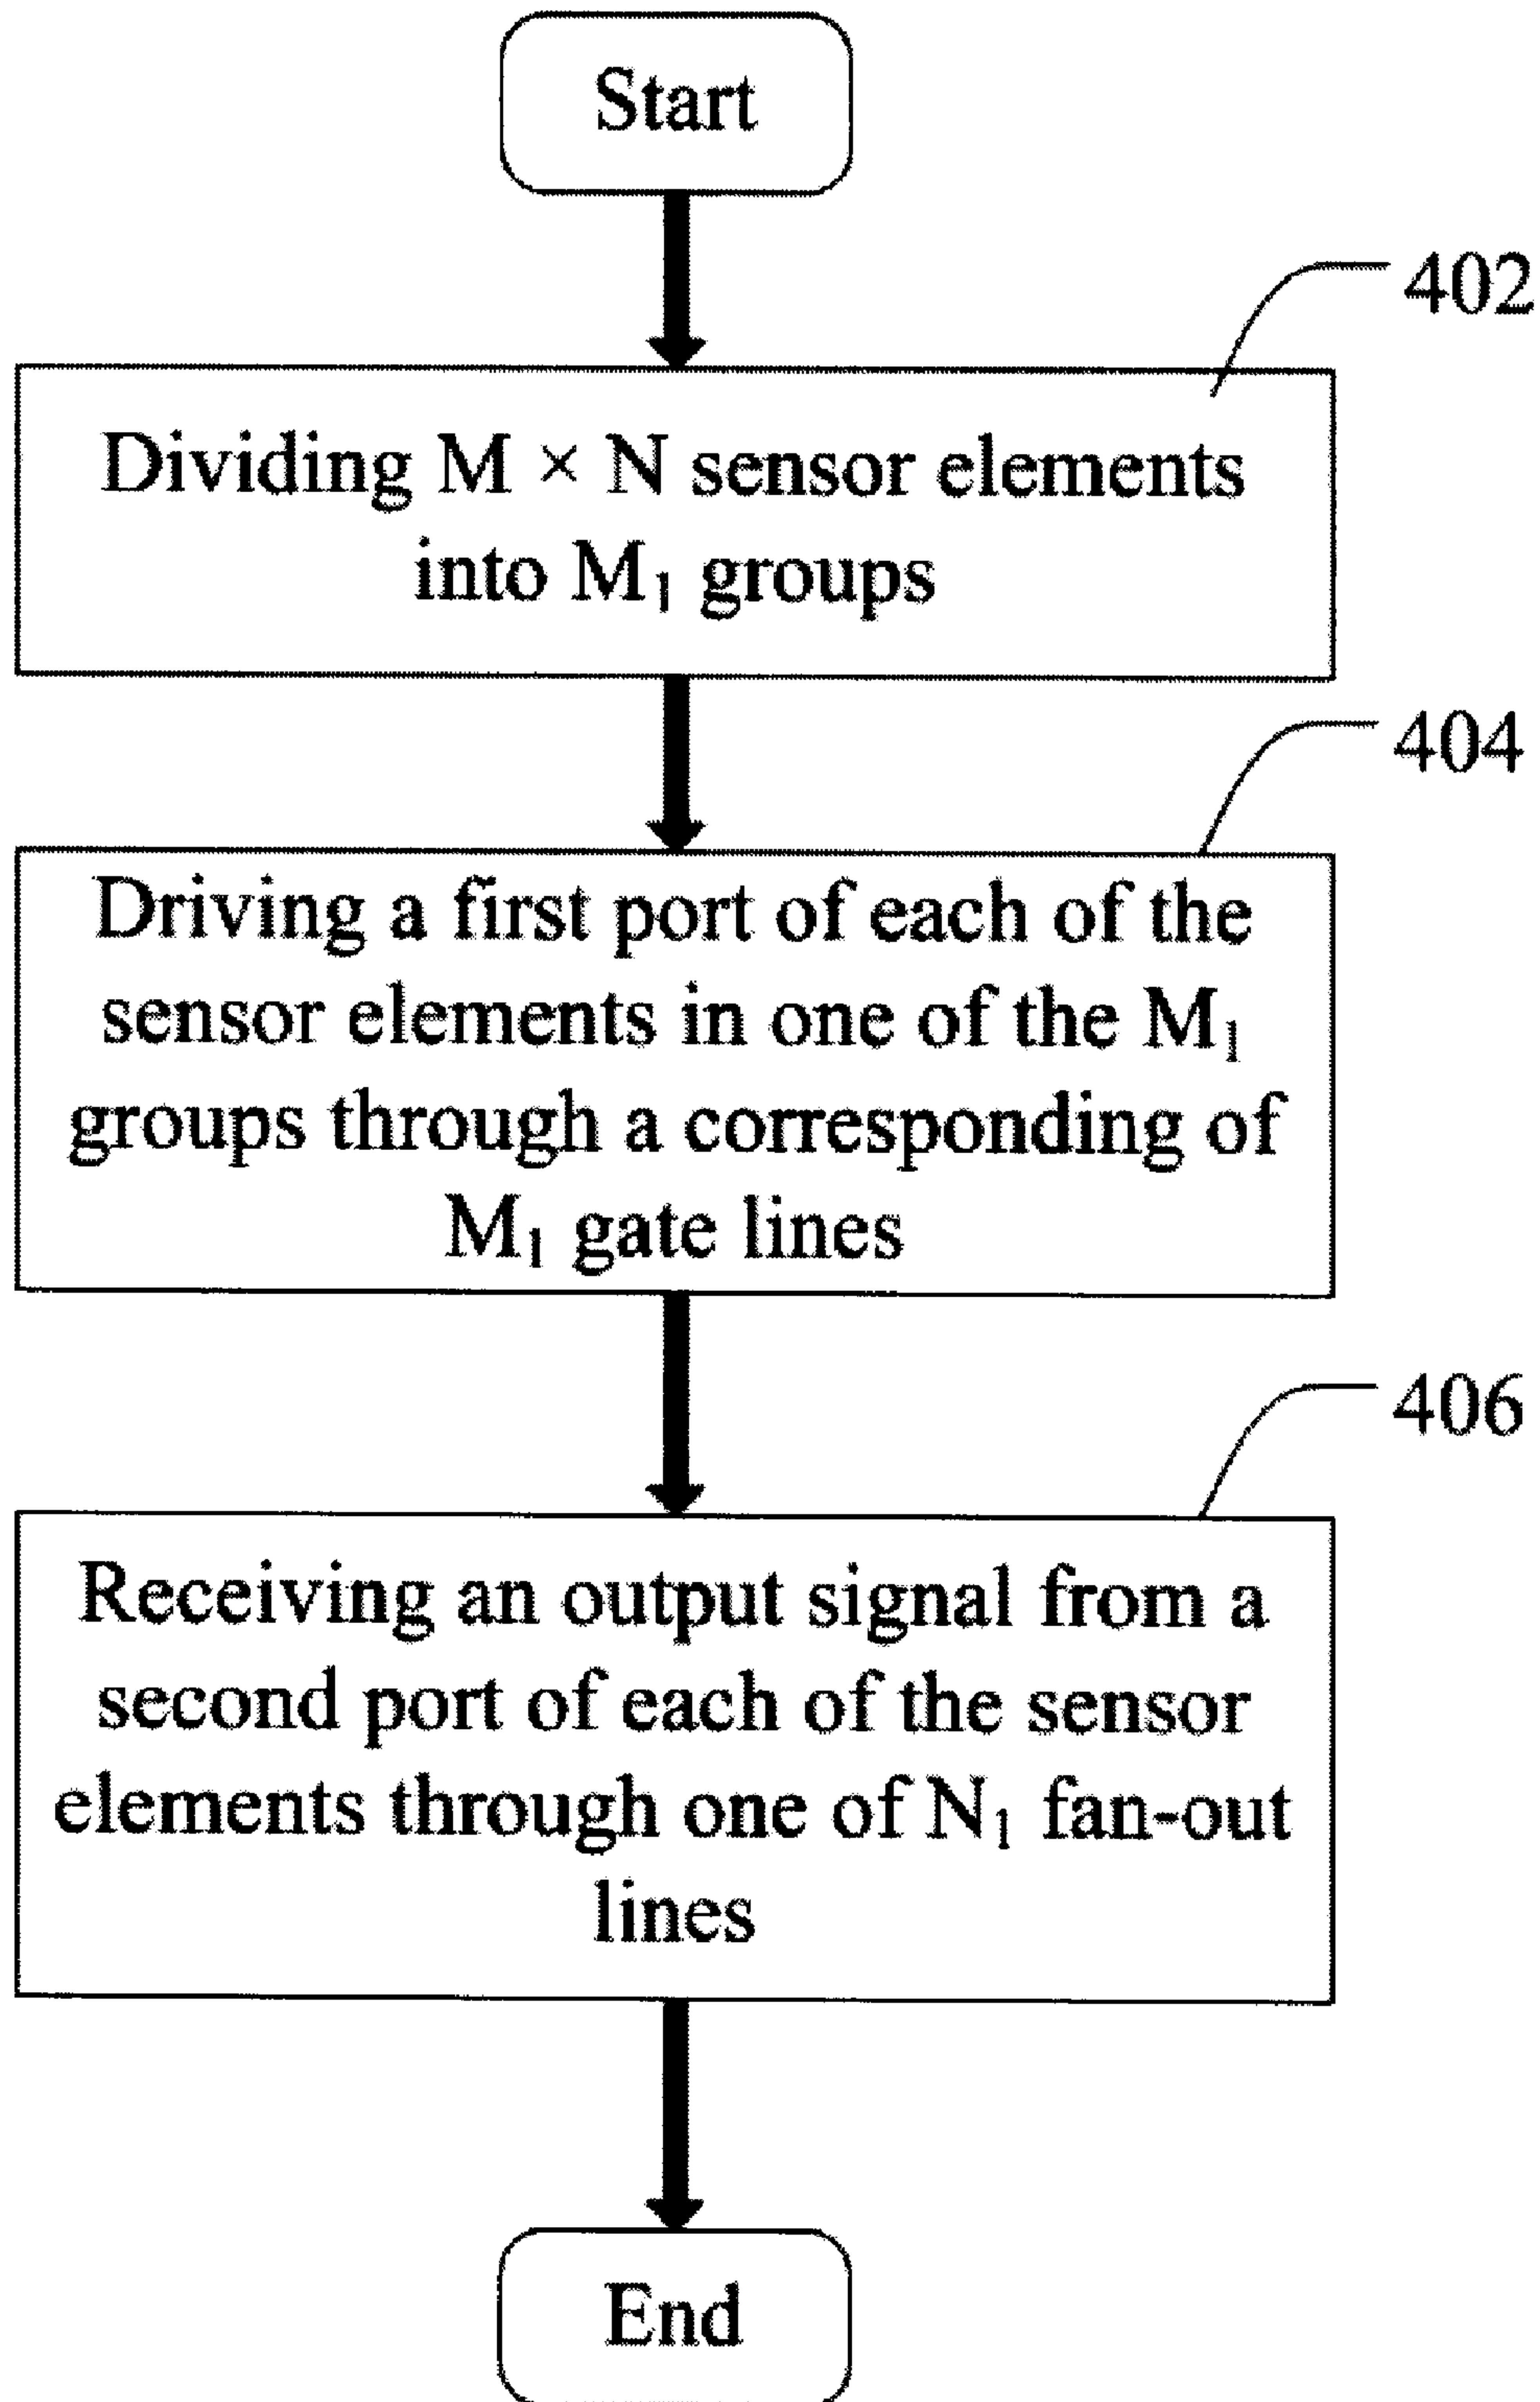 Start
402
Dividing M × N sensor elements
into M₁ groups
404
Driving a first port of each of the
sensor elements in one of the M₁
groups through a corresponding of
M₁ gate lines
406
Receiving an output signal from a
second port of each of the sensor
elements through one of N₁ fan-out
lines
End